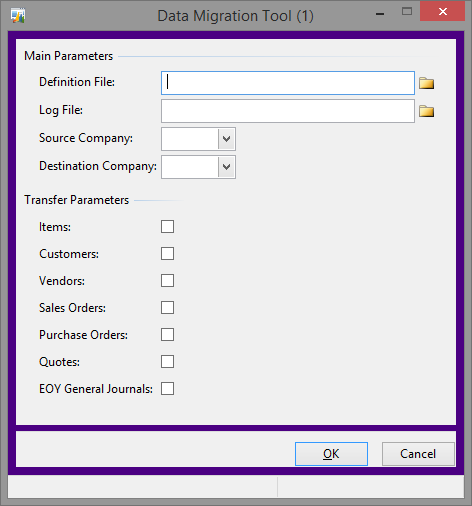 Data Migration Tool (1)
Main Parameters
Definition File:
Log File:
Source Company:
Destination Company:
Transfer Parameters
Items:
Customers:
Vendors:
Sales Orders:
Purchase Orders:
Quotes:
EOY General Journals:
OK
Cancel